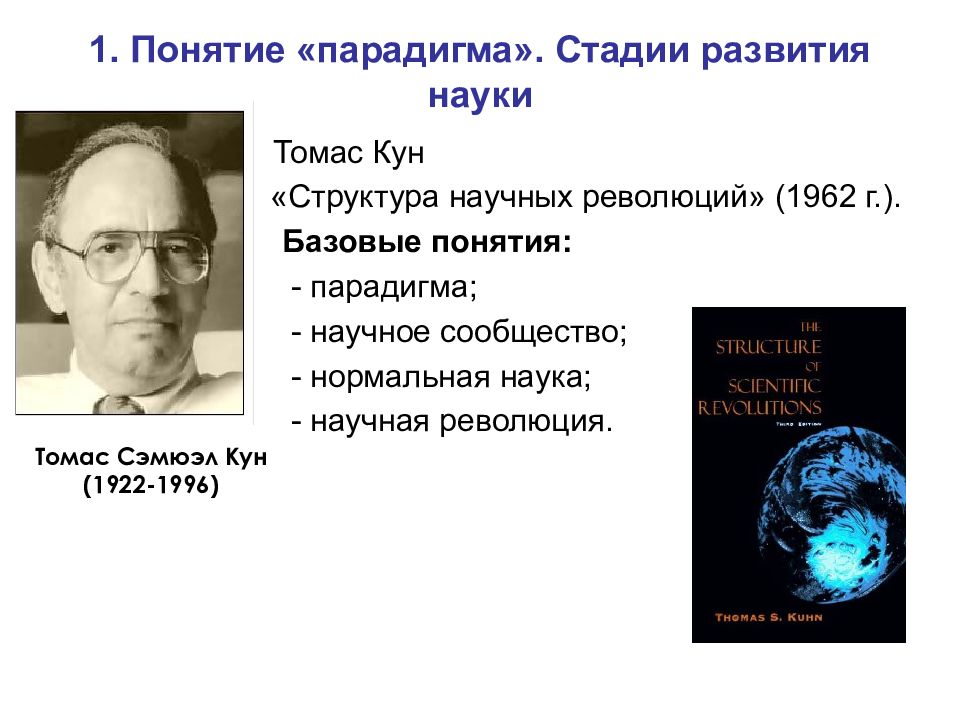 1. Понятие «парадигма». Стадии развития
науки
Томас Кун
«Структура научных революций» (1962 г.).
Базовые понятия:
- парадигма;
- научное сообщество;
- нормальная наука;
- научная революция.
Томас Сэмюэл Кун
(1922-1996)
THE
STRUCTURE
OF
SCIENTIFIC
REVOLUTIONS
THIRD EDITION
THOMAS S. KUHN